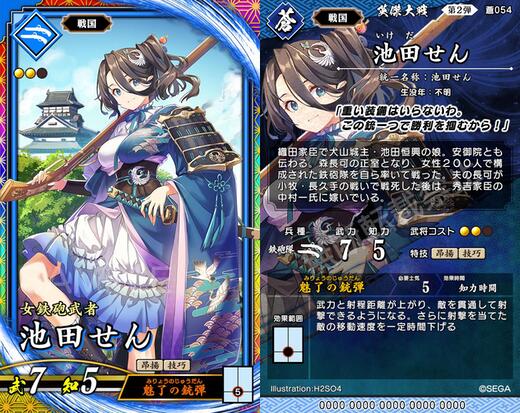 戦国
女鉄砲武者
池田せん
昂揚 技巧
武7 知5
みりょうのじゅうだん
魅了の銃弾
5
蒼
戦国
英傑大戦
第2弾
蒼054
いけ だ
池田せん
統一名称：池田せん
生没年：不明
「重い装備はいらないわ。
この銃一つで勝利を掴むから！」
織田家臣で犬山城主・池田恒興の娘。安御院とも
伝わる。森長可の正室となり、女性２００人で構
成された鉄砲隊を自ら率いて戦った。夫の長可が
小牧・長久手の戦いで戦死した後は、秀吉家臣の
中村一氏に嫁いでいる。
兵種 武力 知力 武将コスト
鉄砲隊 7 5 特技 昂揚 技巧
みりょうのじゅうだん 必要士気 効果時間
魅了の銃弾 5 知力時間
効果範囲
武力と射程距離が上がり、敵を貫通して射
撃できるようになる。さらに射撃を当てた
敵の移動速度を一定時間下げる
Illustration:H2SO4
©SEGA
0000 0000 0000 0000 0000